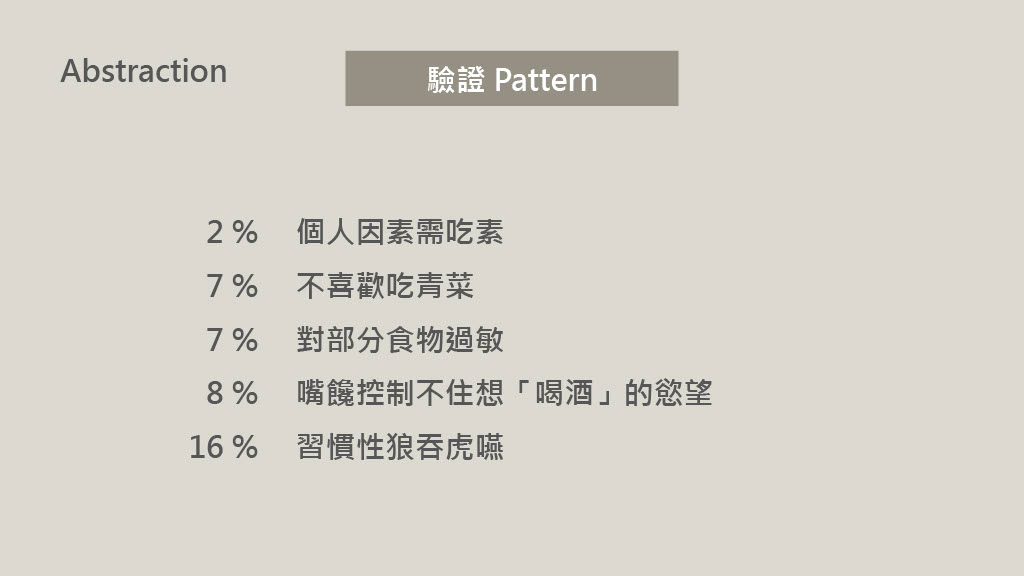 Abstraction
驗證 Pattern
2 % 個人因素需吃素
7 % 不喜歡吃青菜
7 % 對部分食物過敏
8 % 嘴饞控制不住想「喝酒」的慾望
16 % 習慣性狼吞虎嚥